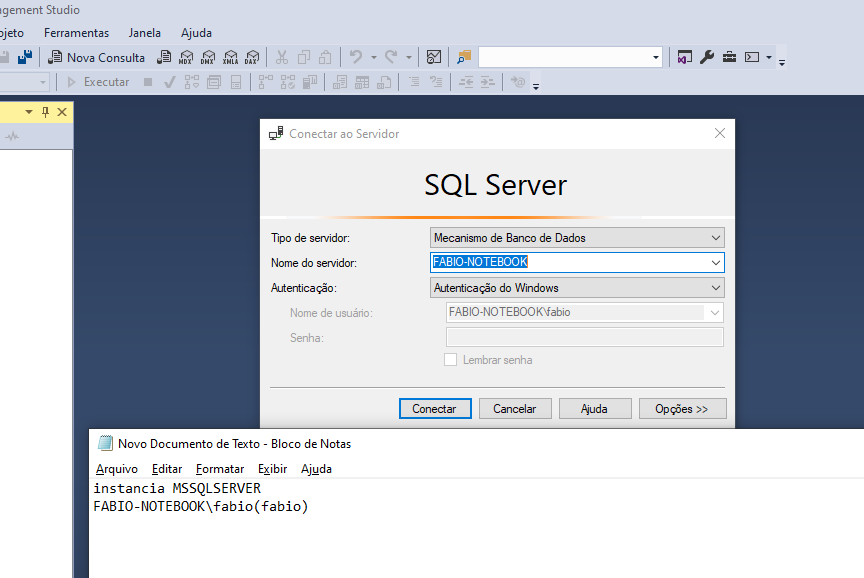 ngement Studio
ojeto Ferramentas Janela Ajuda
Nova Consulta MDX DMX XMLA DAX
Executar
Conectar ao Servidor
SQL Server
Tipo de servidor: Mecanismo de Banco de Dados
Nome do servidor: FABIO-NOTEBOOK
Autenticação: Autenticação do Windows
Nome de usuário: FABIO-NOTEBOOK\fabio
Senha:
Lembrar senha
Conectar Cancelar Ajuda Opções >>
Novo Documento de Texto - Bloco de Notas
Arquivo Editar Formatar Exibir Ajuda
instancia MSSQLSERVER
FABIO-NOTEBOOK\fabio(fabio)